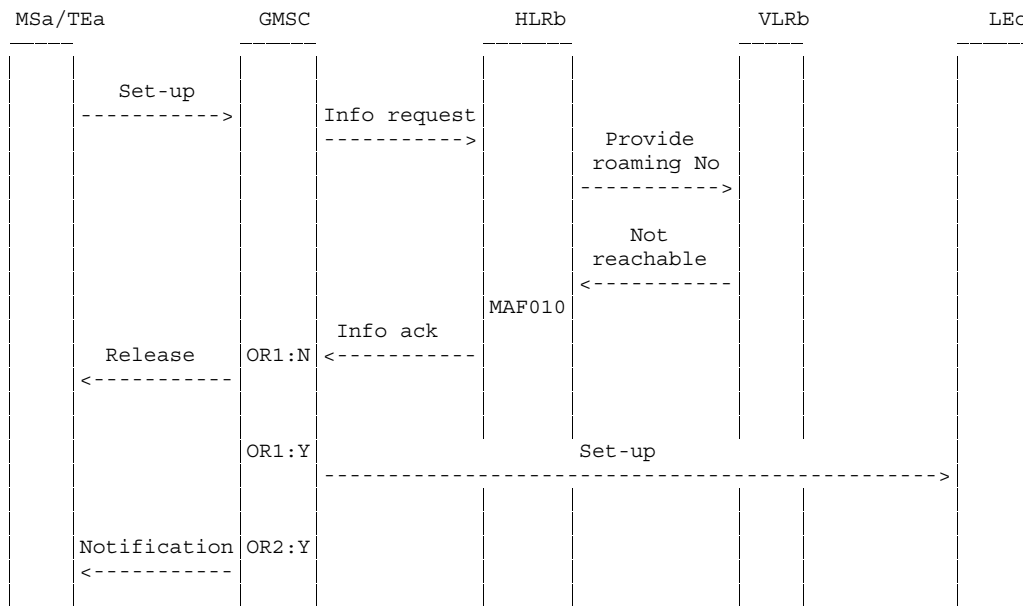 MSa/TEa GMSC HLRb VLRb LEc
Set-up
Info request
Provide
roaming No
Not
reachable
MAF010
Info ack
Release OR1:N
OR1:Y Set-up
Notification OR2:Y